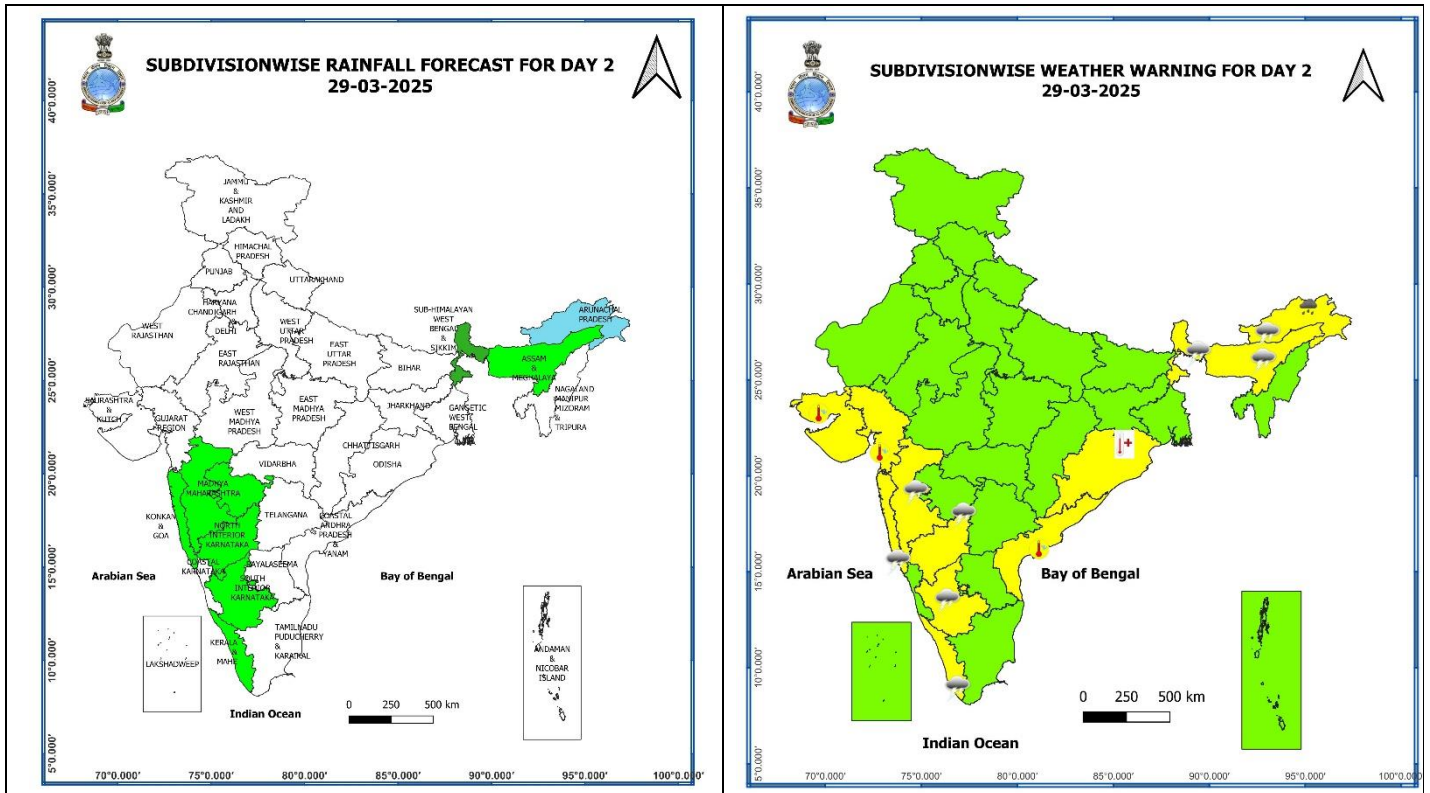 SUBDIVISIONWISE RAINFALL FORECAST FOR DAY 2
29-03-2025
40°0.000'
35°0.000'
30°0.000'
25°0.000'
20°0.000'
15°0.000'
10°0.000'
5°0.000'
JAMMU
&
KASHMIR
AND
LADAKH
HIMACHAL
PRADESH
PUNJAB
UTTARAKHAND
HARYANA
CHANDIGARH &
DELHI
WEST
RAJASTHAN
WEST
UTTAR
PRADESH
SUB-HIMALAYAN
WEST
BENGAL
&
SIKKIM
ARUNACHAL
PRADESH
EAST
RAJASTHAN
EAST
UTTAR
PRADESH
BIHAR
ASSAM
&
MEGHALAYA
NAGALAND
MANIPUR
MIZORAM
&
TRIPURA
SAURASHTRA
& KUTCH
GUJARAT
REGION
WEST
MADHYA
PRADESH
EAST
MADHYA
PRADESH
JHARKHAND
GANGETIC
WEST
BENGAL
CHHATTISGARH
ODISHA
VIDARBHA
MADHYA
MAHARASHTRA
KONKAN
&
GOA
TELANGANA
COASTAL
ANDHRA
PRADESH
&
YANAM
NORTH
INTERIOR
KARNATAKA
COASTAL
KARNATAKA
RAYALASEEMA
SOUTH
INTERIOR
KARNATAKA
Arabian Sea
Bay of Bengal
TAMILNADU
PUDUCHERRY
&
KARAIKAL
KERALA
&
MAHE
LAKSHADWEEP
ANDAMAN
&
NICOBAR
ISLAND
Indian Ocean
0 250 500 km
70°0.000' 75°0.000' 80°0.000' 85°0.000' 90°0.000' 95°0.000' 100°0.000'
SUBDIVISIONWISE WEATHER WARNING FOR DAY 2
29-03-2025
40°0.000'
35°0.000'
30°0.000'
25°0.000'
20°0.000'
15°0.000'
10°0.000'
5°0.000'
Arabian Sea
Bay of Bengal
0 250 500 km
Indian Ocean
70°0.000' 75°0.000' 80°0.000' 85°0.000' 90°0.000' 95°0.000' 100°0.000'